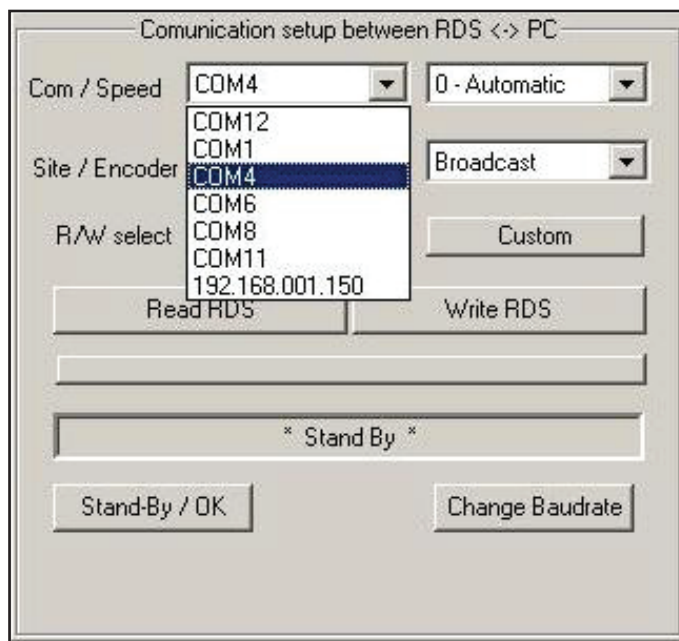 Comunication setup between RDS <-> PC
Com / Speed COM4 0 - Automatic
COM12
COM1
Site / Encoder COM4 Broadcast
COM6
R/W select COM8 Custom
COM11
192.168.001.150
Read RDS Write RDS
* Stand By *
Stand-By / OK Change Baudrate